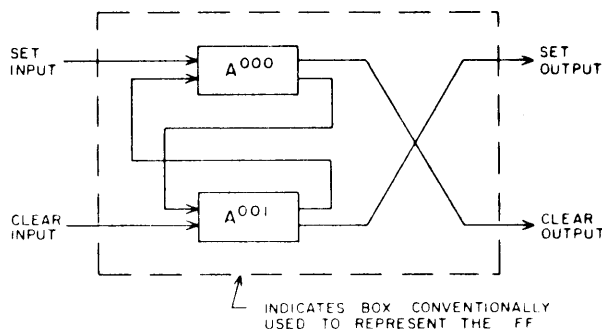 SET
INPUT
A000
SET
OUTPUT
CLEAR
INPUT
A001
CLEAR
OUTPUT
INDICATES BOX CONVENTIONALLY
USED TO REPRESENT THE FF